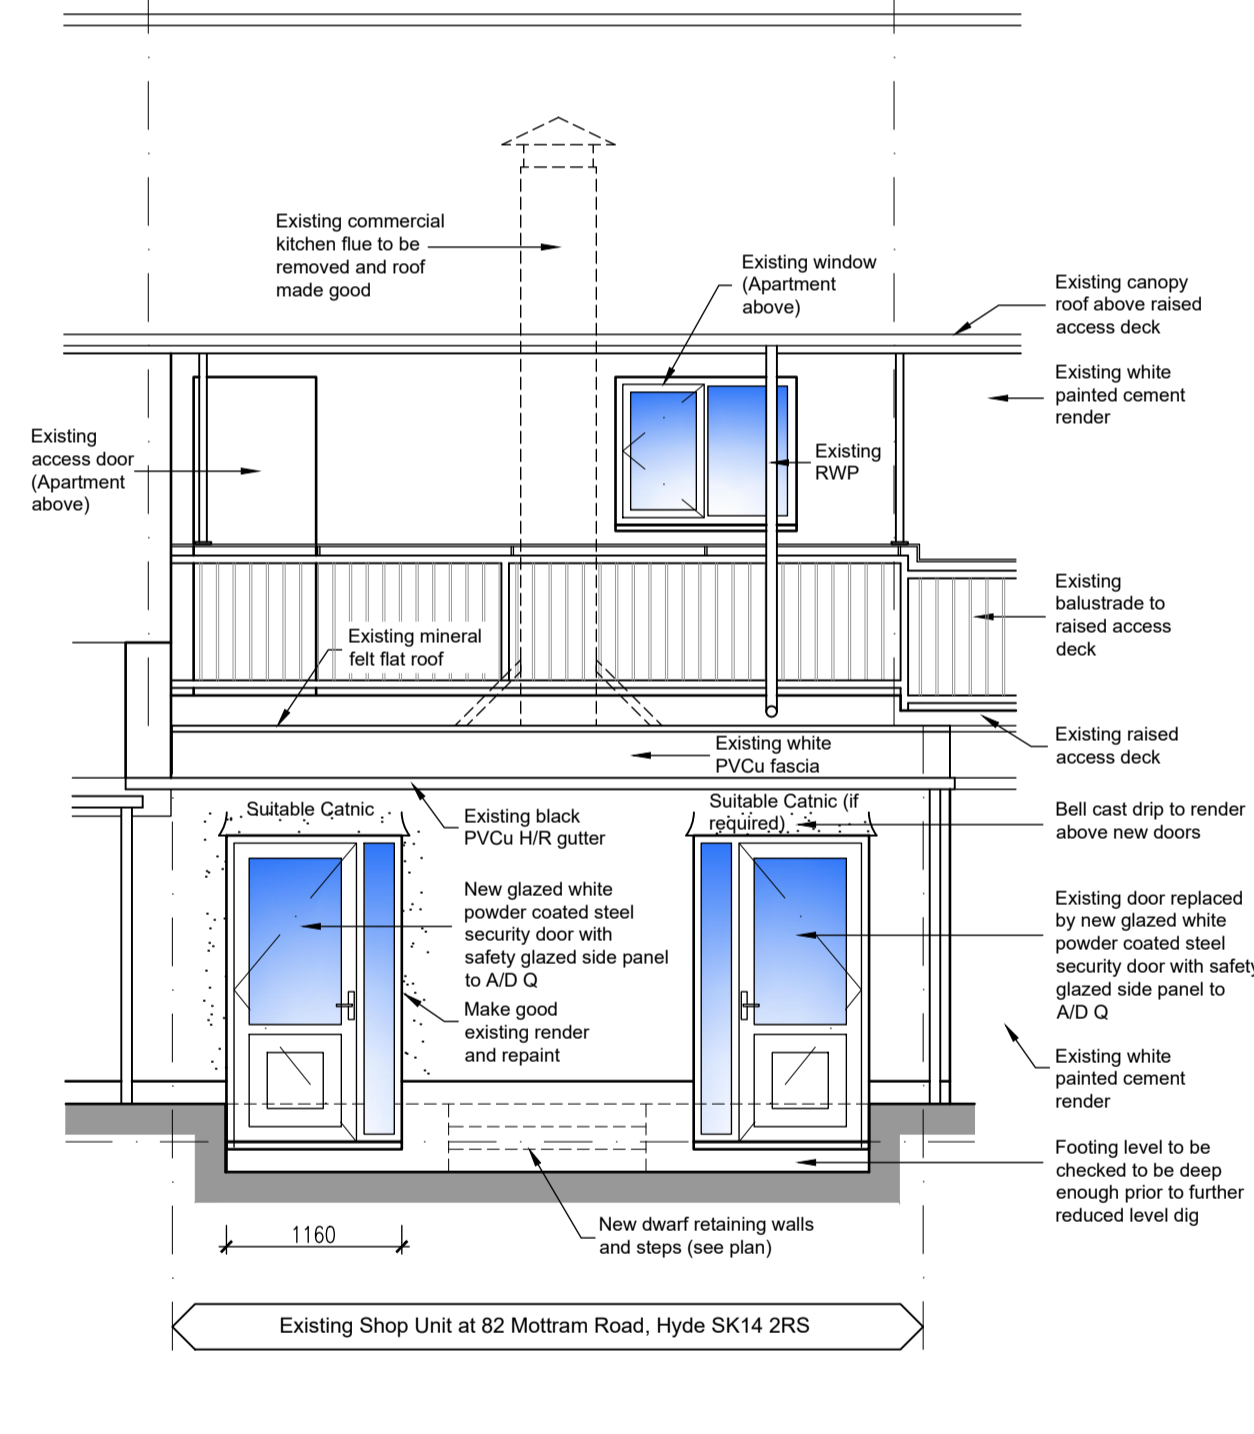 Existing commercial
kitchen flue to be
removed and roof
made good
Existing window
(Apartment
above)
Existing canopy
roof above raised
access deck
Existing white
painted cement
render
Existing
access door
(Apartment
above)
Existing
RWP
Existing
balustrade to
raised access
deck
Existing mineral
felt flat roof
Existing white
PVCu fascia
Existing raised
access deck
Suitable Catnic
Existing black
PVCu H/R gutter
Suitable Catnic (if
required)
Bell cast drip to render
above new doors
New glazed white
powder coated steel
security door with
safety glazed side panel
to A/D Q
Existing door replaced
by new glazed white
powder coated steel
security door with safety
glazed side panel to
A/D Q
Make good
existing render
and repaint
Existing white
painted cement
render
Footing level to be
checked to be deep
enough prior to further
reduced level dig
New dwarf retaining walls
and steps (see plan)
1160
Existing Shop Unit at 82 Mottram Road, Hyde SK14 2RS